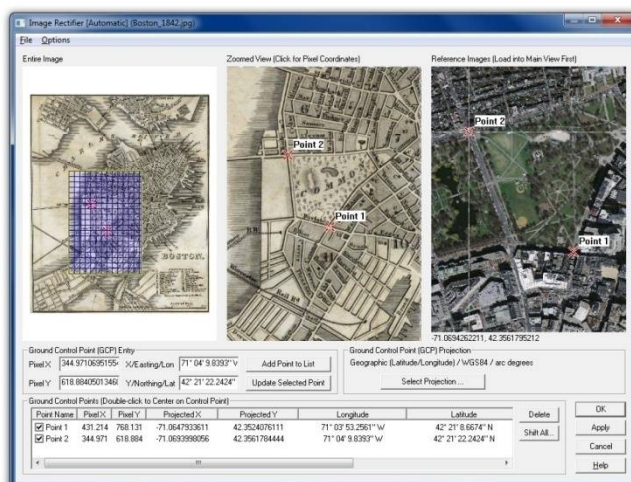 Image Rectifier [Automatic] (Boston_1842.jpg)
File Options
Entire Image
Zoomed View (Click for Pixel Coordinates)
Reference Images (Load into Main View First)
BOSTON.
Point 2
COMMON
Point 1
Point 2
Point 1
-71.0694262211, 42.3561795212
Ground Control Point (GCP) Entry
Pixel X 344.9710695155 X/Easting/Lon 71° 04' 9.8393" W Add Point to List
Pixel Y 618.8840501346 Y/Northing/Lat 42° 21' 22.2424" N Update Selected Point
Ground Control Point (GCP) Projection
Geographic (Latitude/Longitude) / WGS84 / arc degrees
Select Projection ...
Ground Control Points (Double-click to Center on Control Point)
Point Name Pixel X Pixel Y Projected X Projected Y Longitude Latitude
Point 1 431.214 768.131 -71.0647933611 42.3524076111 71° 03' 53.2561" W 42° 21' 8.6674" N
Point 2 344.971 618.884 -71.0693998056 42.3561784444 71° 04' 9.8393" W 42° 21' 22.2424" N
Delete
Shift All...
OK
Apply
Cancel
Help